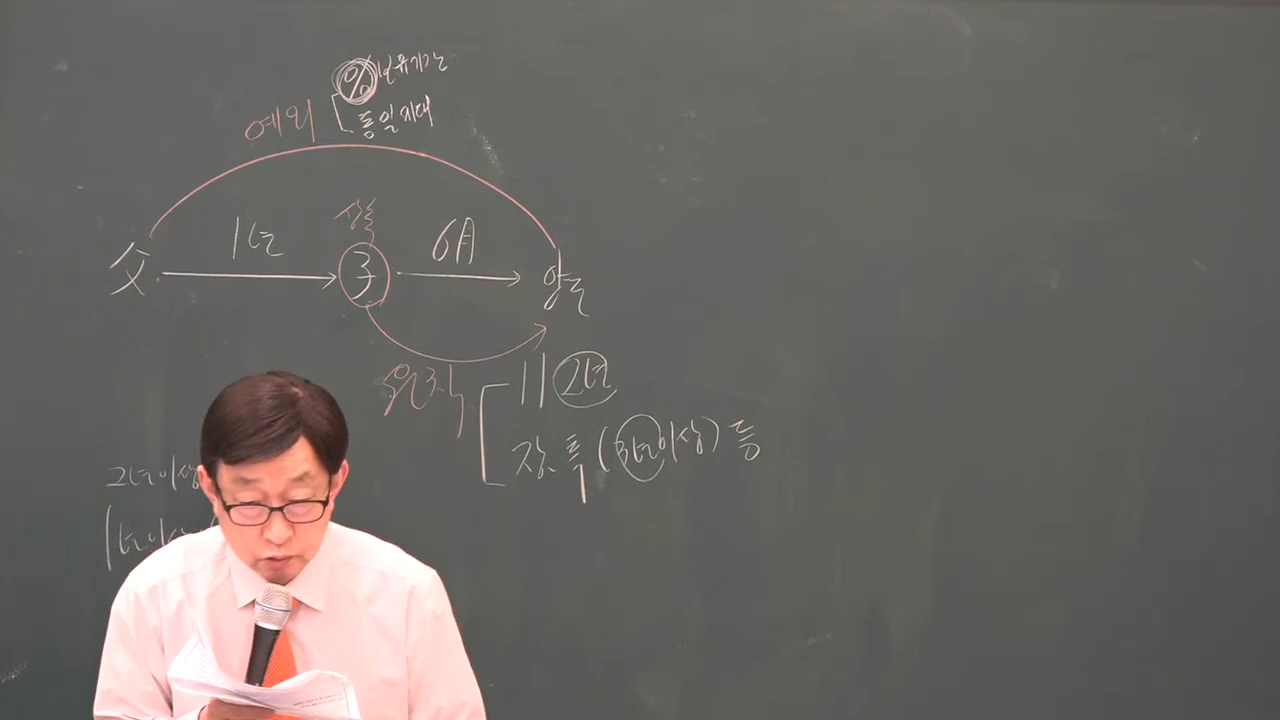 % 보유기간
동일세대
예외
상속
父 1년 子 6月 양도
원칙
11 2년
장·특(3년이상)등
2년이상
1년이상